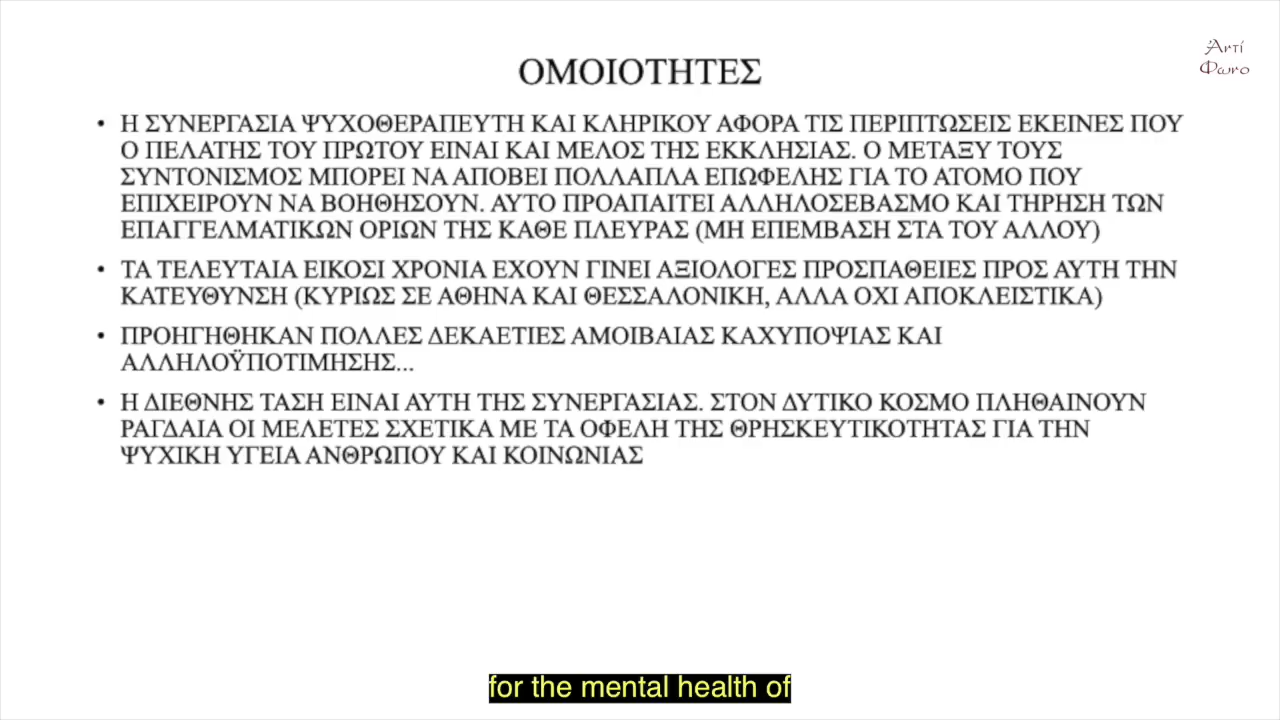 Ἀρτί
Φωνο
ΟΜΟΙΟΤΗΤΕΣ
• Η ΣΥΝΕΡΓΑΣΙΑ ΨΥΧΟΘΕΡΑΠΕΥΤΗ ΚΑΙ ΚΛΗΡΙΚΟΥ ΑΦΟΡΑ ΤΙΣ ΠΕΡΙΠΤΩΣΕΙΣ ΕΚΕΙΝΕΣ ΠΟΥ
Ο ΠΕΛΑΤΗΣ ΤΟΥ ΠΡΩΤΟΥ ΕΙΝΑΙ ΚΑΙ ΜΕΛΟΣ ΤΗΣ ΕΚΚΛΗΣΙΑΣ. Ο ΜΕΤΑΞΥ ΤΟΥΣ
ΣΥΝΤΟΝΙΣΜΟΣ ΜΠΟΡΕΙ ΝΑ ΑΠΟΒΕΙ ΠΟΛΛΑΠΛΑ ΕΠΩΦΕΛΗΣ ΓΙΑ ΤΟ ΑΤΟΜΟ ΠΟΥ
ΕΠΙΧΕΙΡΟΥΝ ΝΑ ΒΟΗΘΗΣΟΥΝ. ΑΥΤΟ ΠΡΟΑΠΑΙΤΕΙ ΑΛΛΗΛΟΣΕΒΑΣΜΟ ΚΑΙ ΤΗΡΗΣΗ ΤΩΝ
ΕΠΑΓΓΕΛΜΑΤΙΚΩΝ ΟΡΙΩΝ ΤΗΣ ΚΑΘΕ ΠΛΕΥΡΑΣ (ΜΗ ΕΠΕΜΒΑΣΗ ΣΤΑ ΤΟΥ ΑΛΛΟΥ)
• ΤΑ ΤΕΛΕΥΤΑΙΑ ΕΙΚΟΣΙ ΧΡΟΝΙΑ ΕΧΟΥΝ ΓΙΝΕΙ ΑΞΙΟΛΟΓΕΣ ΠΡΟΣΠΑΘΕΙΕΣ ΠΡΟΣ ΑΥΤΗ ΤΗΝ
ΚΑΤΕΥΘΥΝΣΗ (ΚΥΡΙΩΣ ΣΕ ΑΘΗΝΑ ΚΑΙ ΘΕΣΣΑΛΟΝΙΚΗ, ΑΛΛΑ ΟΧΙ ΑΠΟΚΛΕΙΣΤΙΚΑ)
• ΠΡΟΗΓΗΘΗΚΑΝ ΠΟΛΛΕΣ ΔΕΚΑΕΤΙΕΣ ΑΜΟΙΒΑΙΑΣ ΚΑΧΥΠΟΨΙΑΣ ΚΑΙ
ΑΛΛΗΛΟΫΠΟΤΙΜΗΣΗΣ...
• Η ΔΙΕΘΝΗΣ ΤΑΣΗ ΕΙΝΑΙ ΑΥΤΗ ΤΗΣ ΣΥΝΕΡΓΑΣΙΑΣ. ΣΤΟΝ ΔΥΤΙΚΟ ΚΟΣΜΟ ΠΛΗΘΑΙΝΟΥΝ
ΡΑΓΔΑΙΑ ΟΙ ΜΕΛΕΤΕΣ ΣΧΕΤΙΚΑ ΜΕ ΤΑ ΟΦΕΛΗ ΤΗΣ ΘΡΗΣΚΕΥΤΙΚΟΤΗΤΑΣ ΓΙΑ ΤΗΝ
ΨΥΧΙΚΗ ΥΓΕΙΑ ΑΝΘΡΩΠΟΥ ΚΑΙ ΚΟΙΝΩΝΙΑΣ
for the mental health of